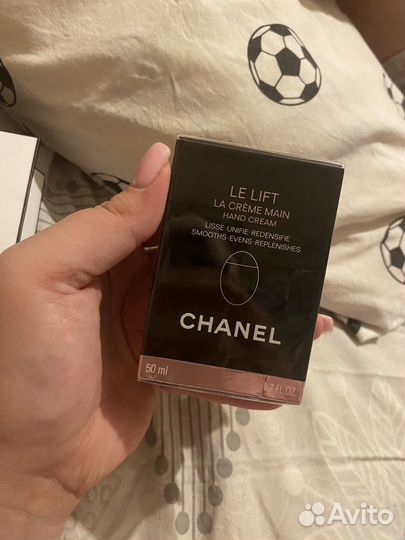 LE LIFT
LA CRÈME MAIN
HAND CREAM
LISSE·UNIFIE·REDENSIFIE
SMOOTHS·EVENS·REPLENISHES
CHANEL
50 ml
1.7 FL.OZ.
Avito